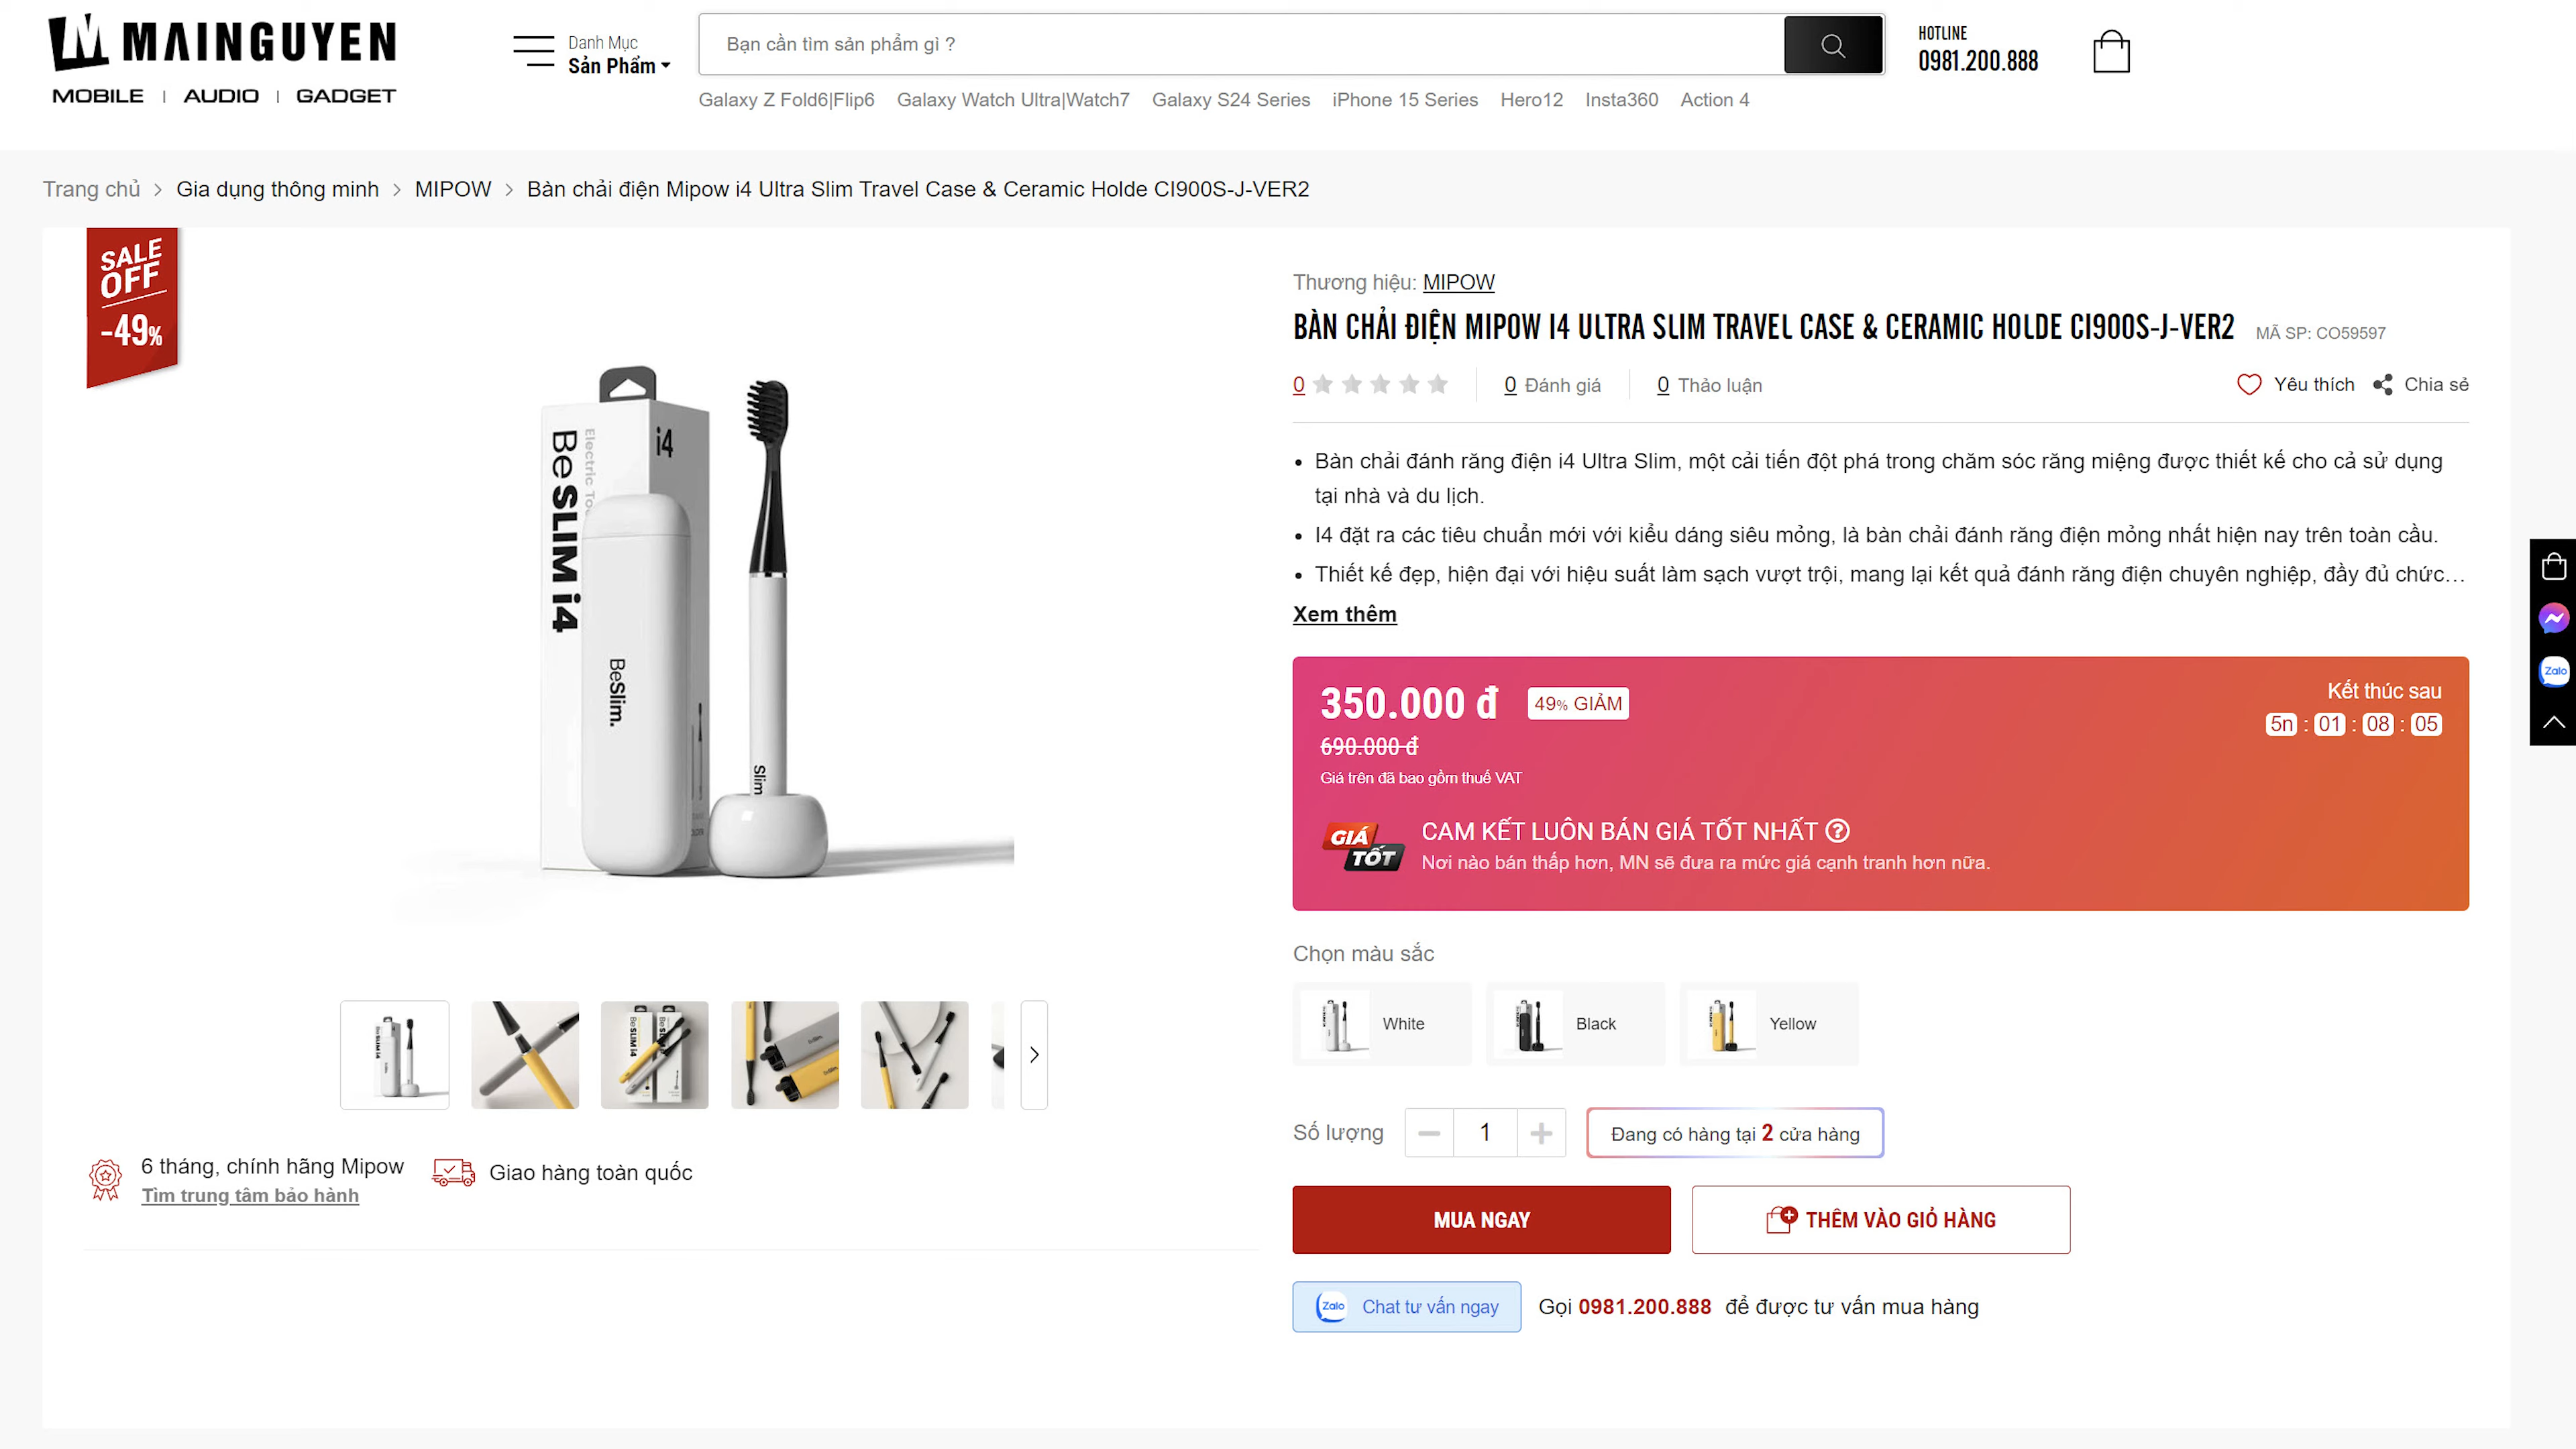 MAINGUYEN
MOBILE | AUDIO | GADGET
Danh Mục
Sản Phẩm
Bạn cần tìm sản phẩm gì ?
HOTLINE
0981.200.888
Galaxy Z Fold6|Flip6 Galaxy Watch Ultra|Watch7 Galaxy S24 Series iPhone 15 Series Hero12 Insta360 Action 4
Trang chủ > Gia dụng thông minh > MIPOW > Bàn chải điện Mipow i4 Ultra Slim Travel Case & Ceramic Holde CI900S-J-VER2
SALE
OFF
-49%
i4
BeSLIM i4
BeSlim.
Slim
Thương hiệu: MIPOW
BÀN CHẢI ĐIỆN MIPOW I4 ULTRA SLIM TRAVEL CASE & CERAMIC HOLDE CI900S-J-VER2 MÃ SP: CO59597
0 0 Đánh giá 0 Thảo luận Yêu thích Chia sẻ
• Bàn chải đánh răng điện i4 Ultra Slim, một cải tiến đột phá trong chăm sóc răng miệng được thiết kế cho cả sử dụng
tại nhà và du lịch.
• I4 đặt ra các tiêu chuẩn mới với kiểu dáng siêu mỏng, là bàn chải đánh răng điện mỏng nhất hiện nay trên toàn cầu.
• Thiết kế đẹp, hiện đại với hiệu suất làm sạch vượt trội, mang lại kết quả đánh răng điện chuyên nghiệp, đầy đủ chức…
Xem thêm
350.000 đ 49% GIẢM
690.000 đ
Giá trên đã bao gồm thuế VAT
Kết thúc sau
5n : 01 : 08 : 05
GIÁ TỐT
CAM KẾT LUÔN BÁN GIÁ TỐT NHẤT ?
Nơi nào bán thấp hơn, MN sẽ đưa ra mức giá cạnh tranh hơn nữa.
Zalo
Chọn màu sắc
White Black Yellow
Số lượng 1 Đang có hàng tại 2 cửa hàng
MUA NGAY THÊM VÀO GIỎ HÀNG
Zalo Chat tư vấn ngay Gọi 0981.200.888 để được tư vấn mua hàng
6 tháng, chính hãng Mipow
Tìm trung tâm bảo hành
Giao hàng toàn quốc